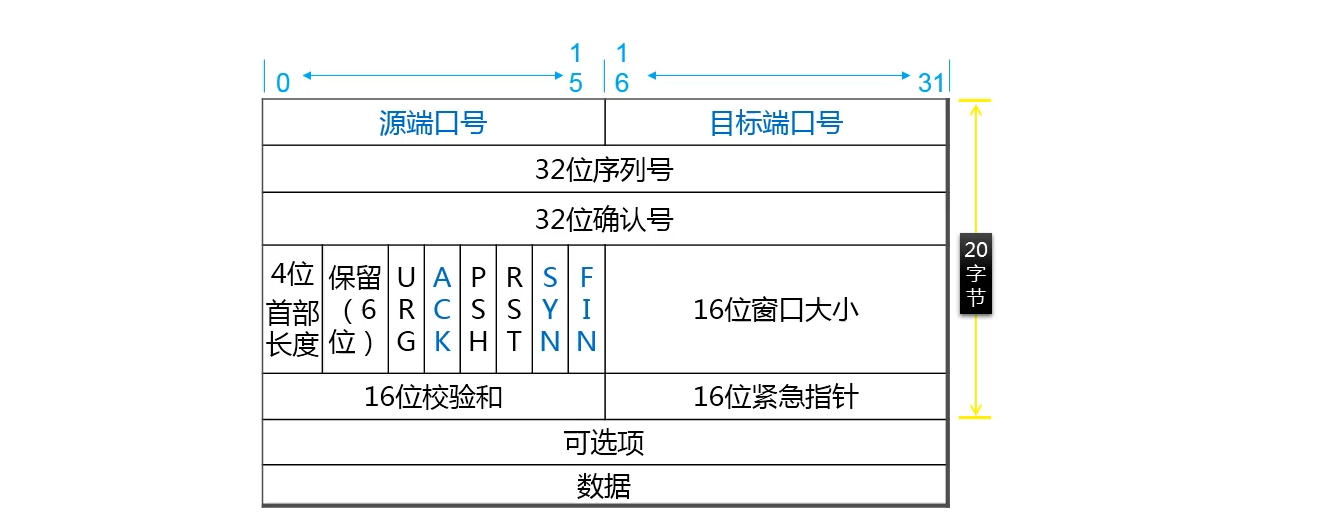 0 15 16 31
源端口号 目标端口号
32位序列号
32位确认号
4位首部长度 保留（6位） URG ACK PSH RST SYN FIN 16位窗口大小
20字节
16位校验和 16位紧急指针
可选项
数据